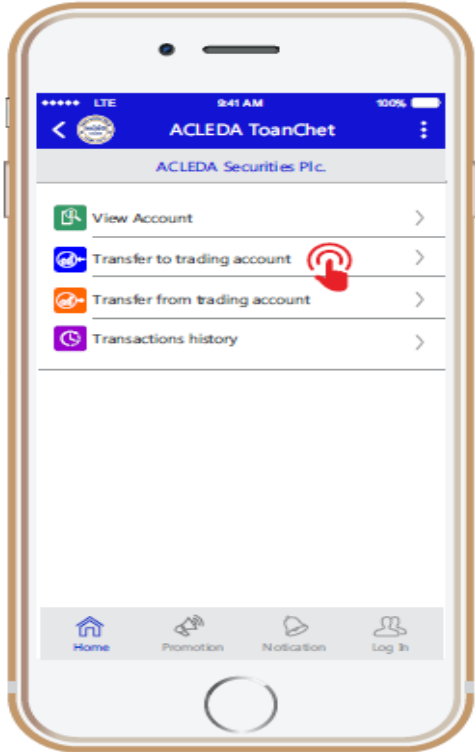 LTE 9:41 AM 100%
ACLEDA ToanChet
ACLEDA Securities Plc.
View Account
Transfer to trading account
Transfer from trading account
Transactions history
Home Promotion Notication Log In